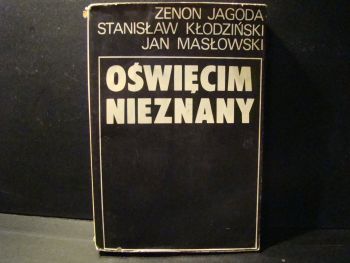 ZENON JAGODA
STANISŁAW KŁODZIŃSKI
JAN MASŁOWSKI
OŚWIĘCIM
NIEZNANY